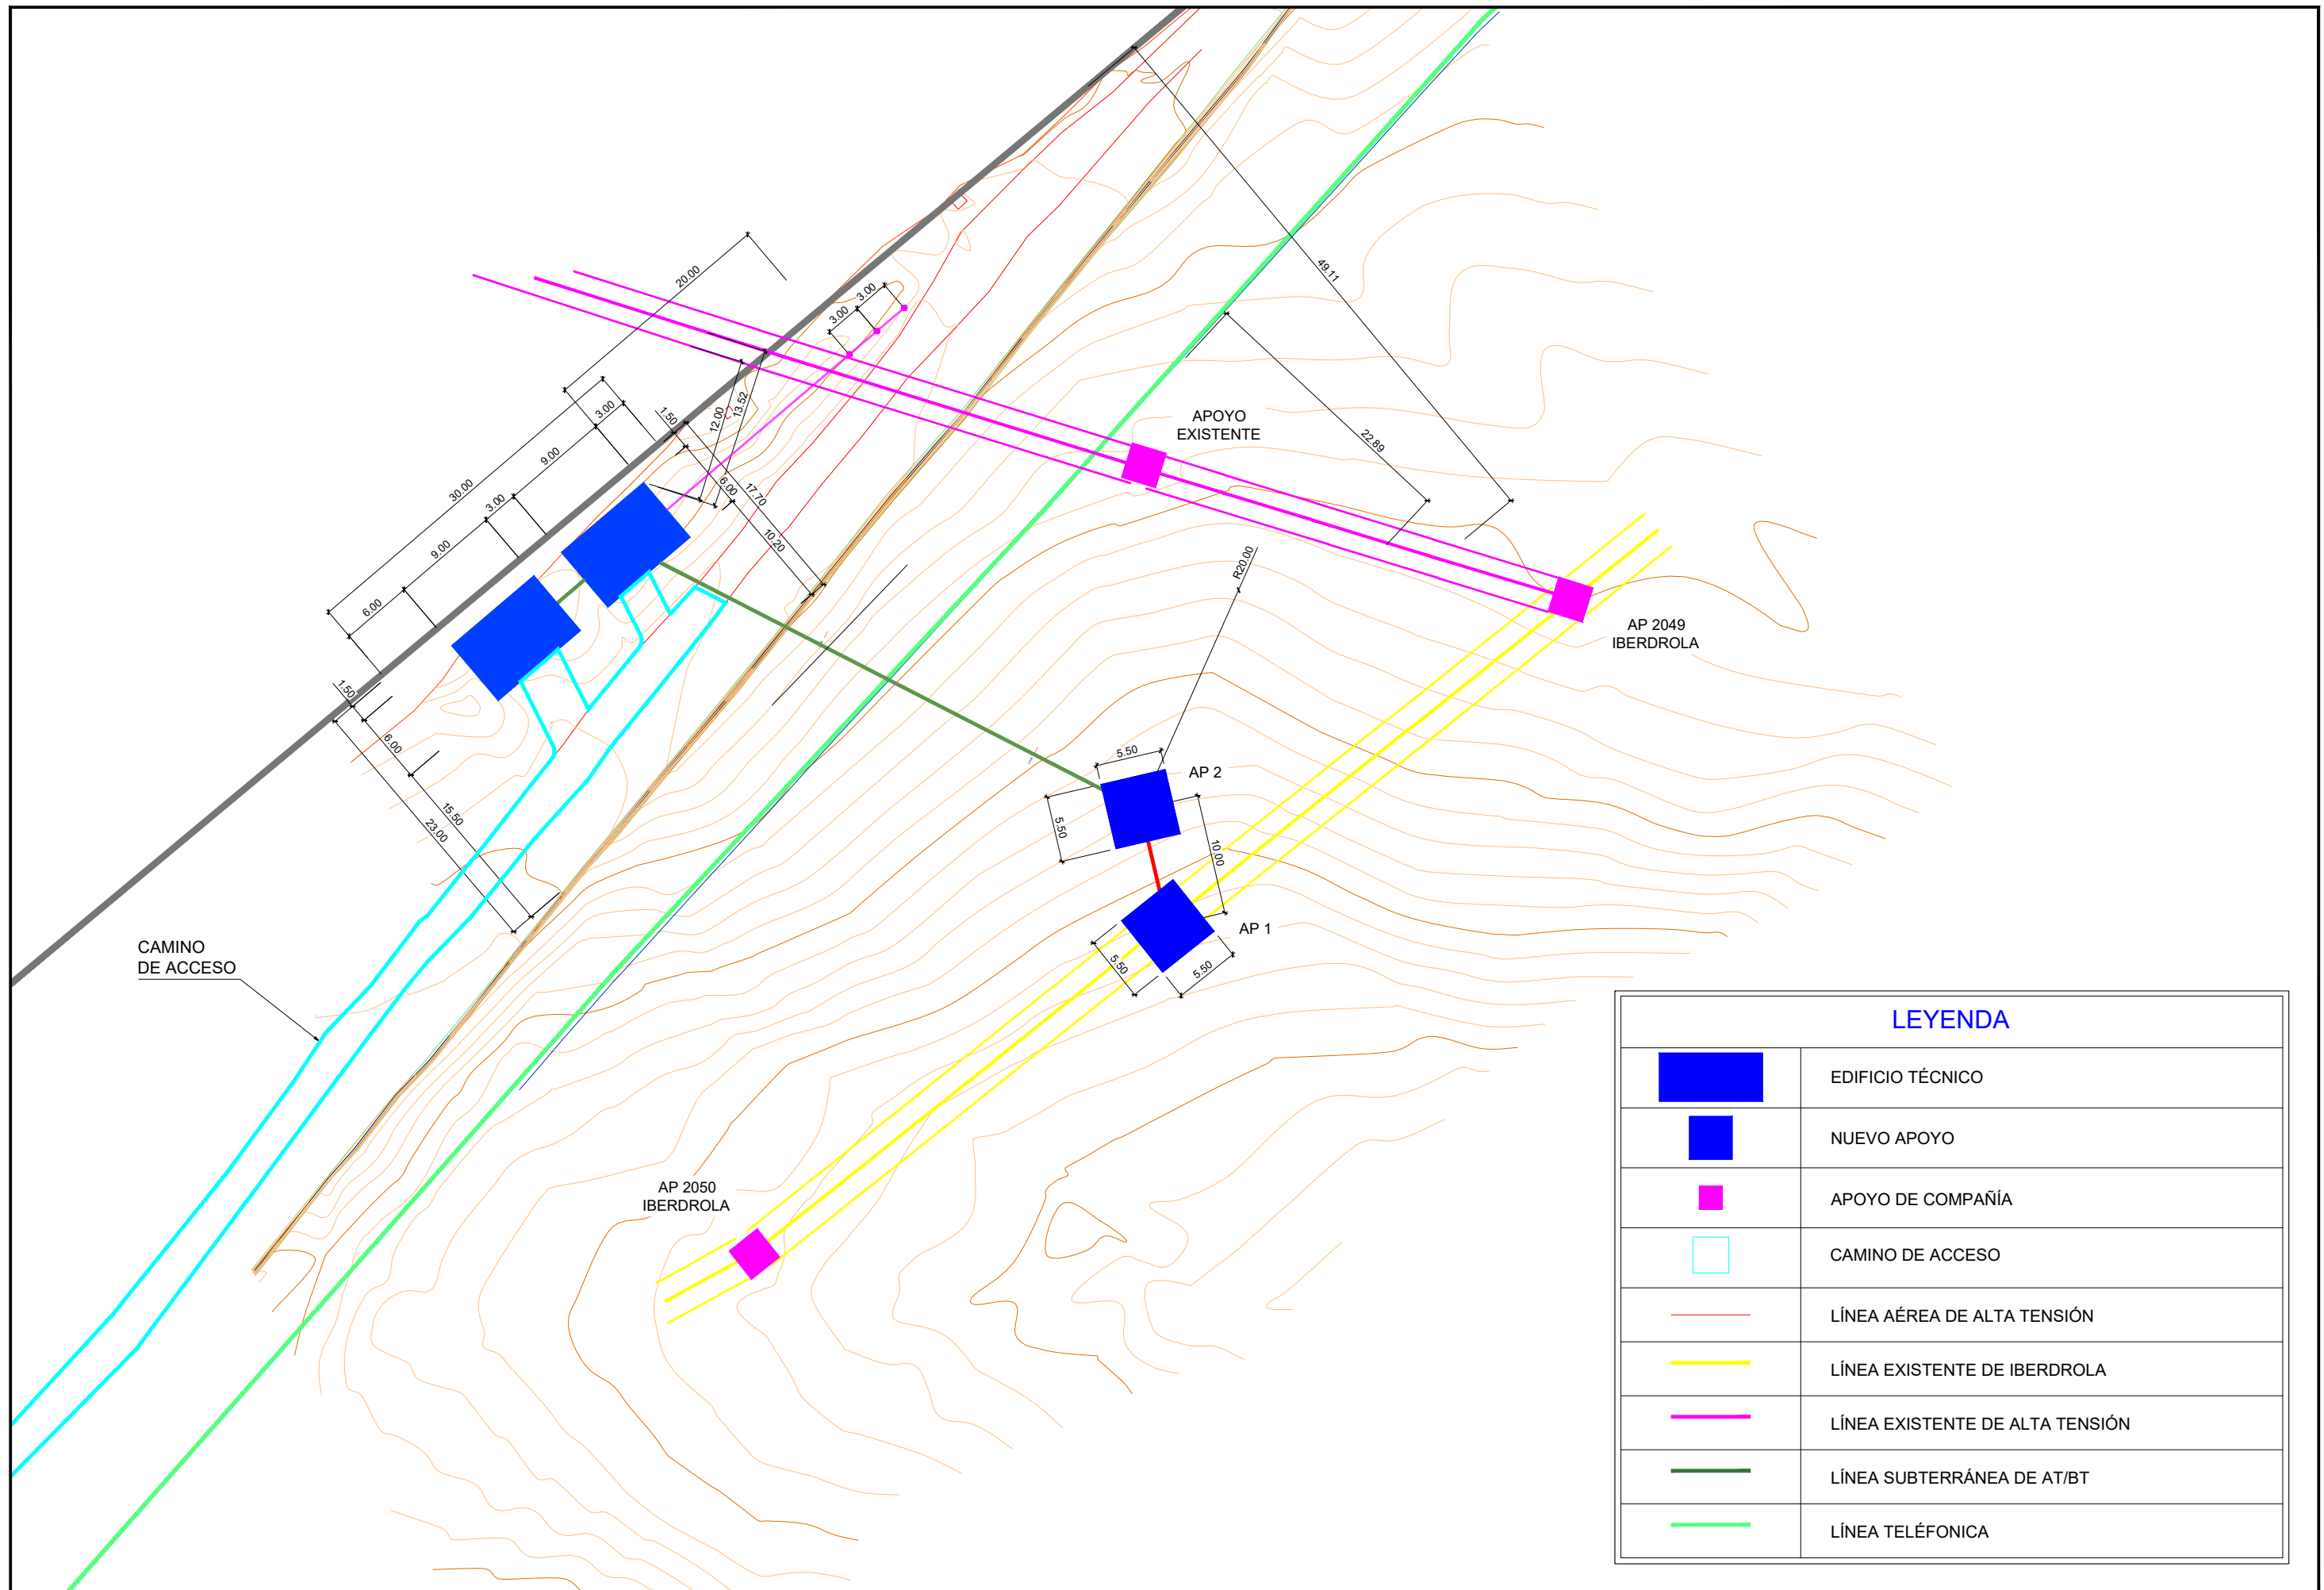 49.11
20.00
3.00
3.00
22.89
APOYO
EXISTENTE
12.00
13.52
1.50
3.00
9.00
30.00
3.00
9.00
6.00
6.00
17.70
10.20
R20.00
AP 2049
IBERDROLA
1.50
6.00
15.50
23.00
5.50
AP 2
5.50
10.00
AP 1
5.50
5.50
CAMINO
DE ACCESO
AP 2050
IBERDROLA
LEYENDA
EDIFICIO TÉCNICO
NUEVO APOYO
APOYO DE COMPAÑÍA
CAMINO DE ACCESO
LÍNEA AÉREA DE ALTA TENSIÓN
LÍNEA EXISTENTE DE IBERDROLA
LÍNEA EXISTENTE DE ALTA TENSIÓN
LÍNEA SUBTERRÁNEA DE AT/BT
LÍNEA TELÉFONICA